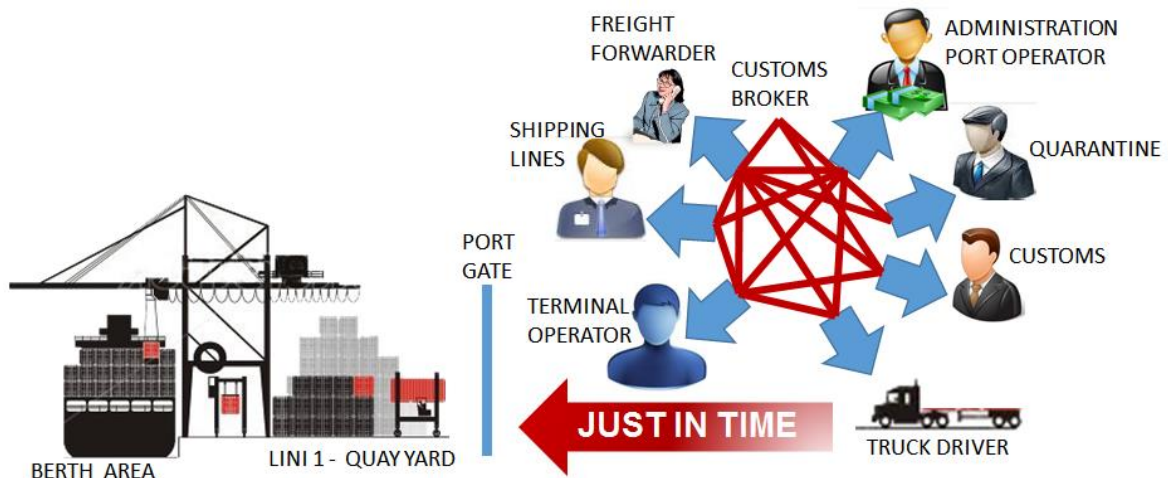 FREIGHT
FORWARDER
CUSTOMS
BROKER
ADMINISTRATION
PORT OPERATOR
SHIPPING
LINES
QUARANTINE
PORT
GATE
CUSTOMS
TERMINAL
OPERATOR
JUST IN TIME
TRUCK DRIVER
BERTH AREA
LINI 1 - QUAY YARD